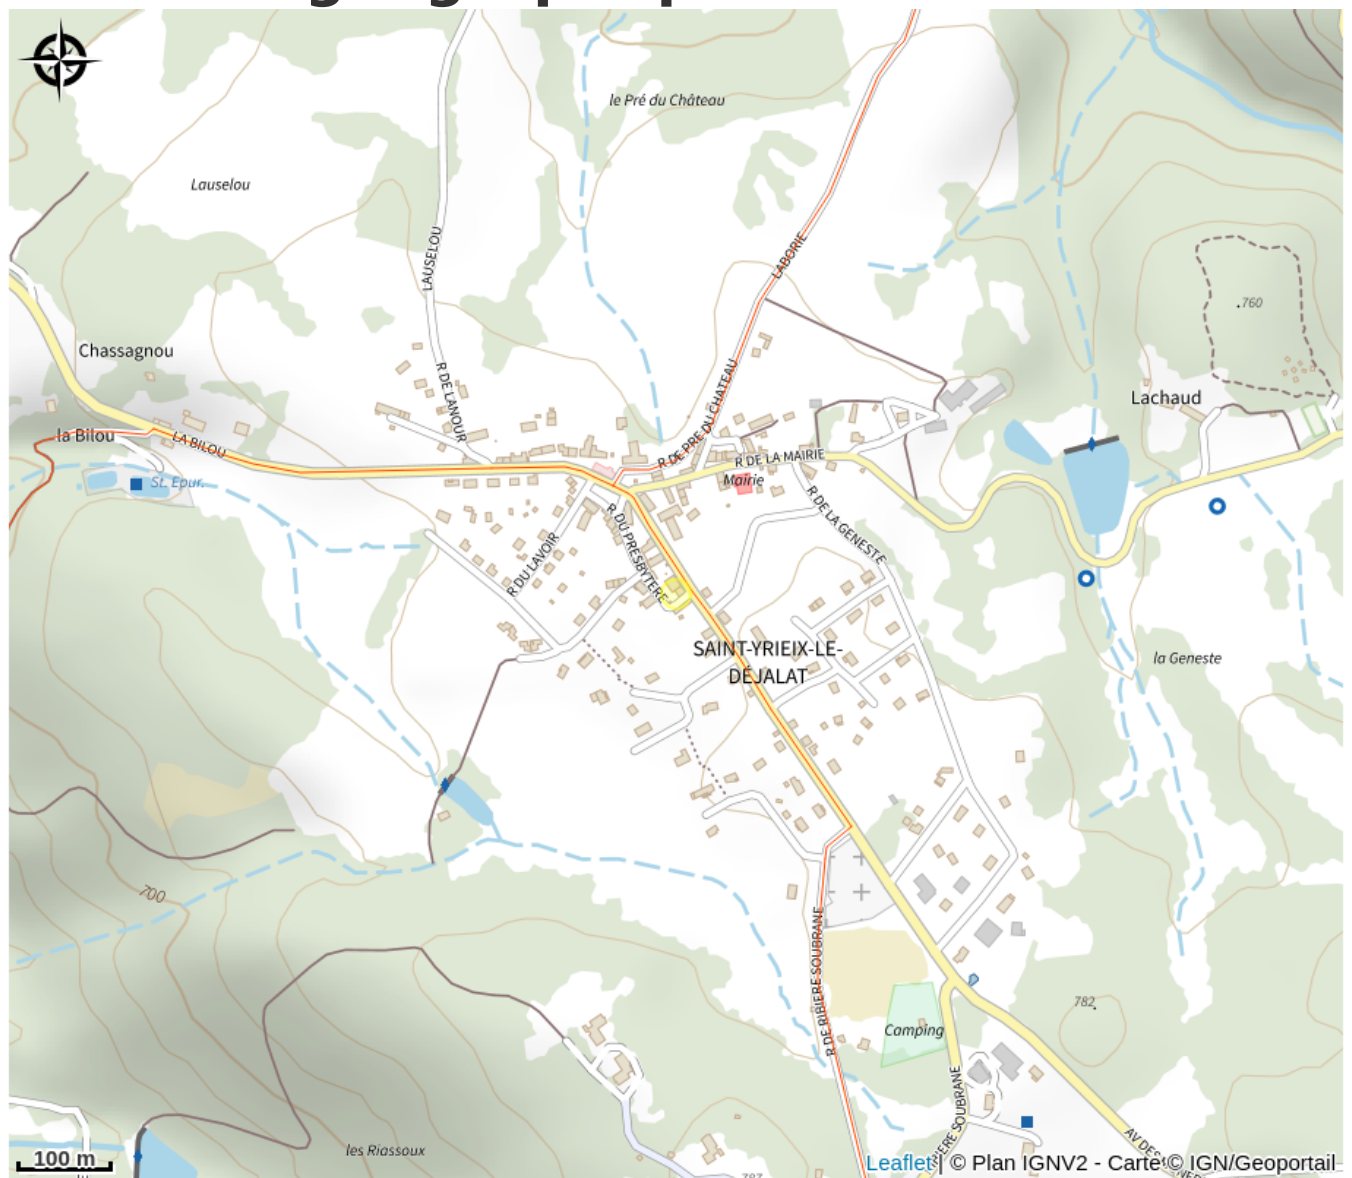 le Pré du Château
Lauselou
LAUSELOU
LABORIE
.760
Chassagnou
R DE LANOUR
R DE PRE DU CHATEAU
Lachaud
la Bilou
LA BILOU
R DE LA MAIRIE
Mairie
St. Epur.
R DU LAVOIR
R DU PRESBYTERE
R DE LA GENESTE
SAINT-YRIEIX-LE-
DÉJALAT
la Geneste
700
R DE RIBIERE SOUBRANE
782
Camping
les Riassoux
100 m
Leaflet | © Plan IGNV2 - Carte © IGN/Geoportail